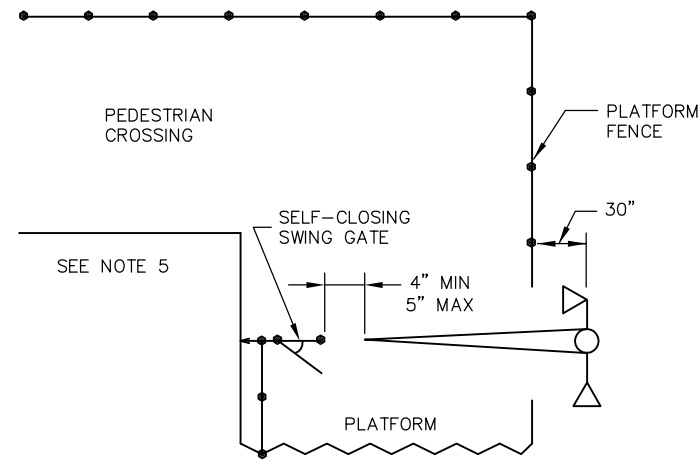 PEDESTRIAN
CROSSING
PLATFORM
FENCE
30”
SELF–CLOSING
SWING GATE
SEE NOTE 5
4” MIN
5” MAX
PLATFORM